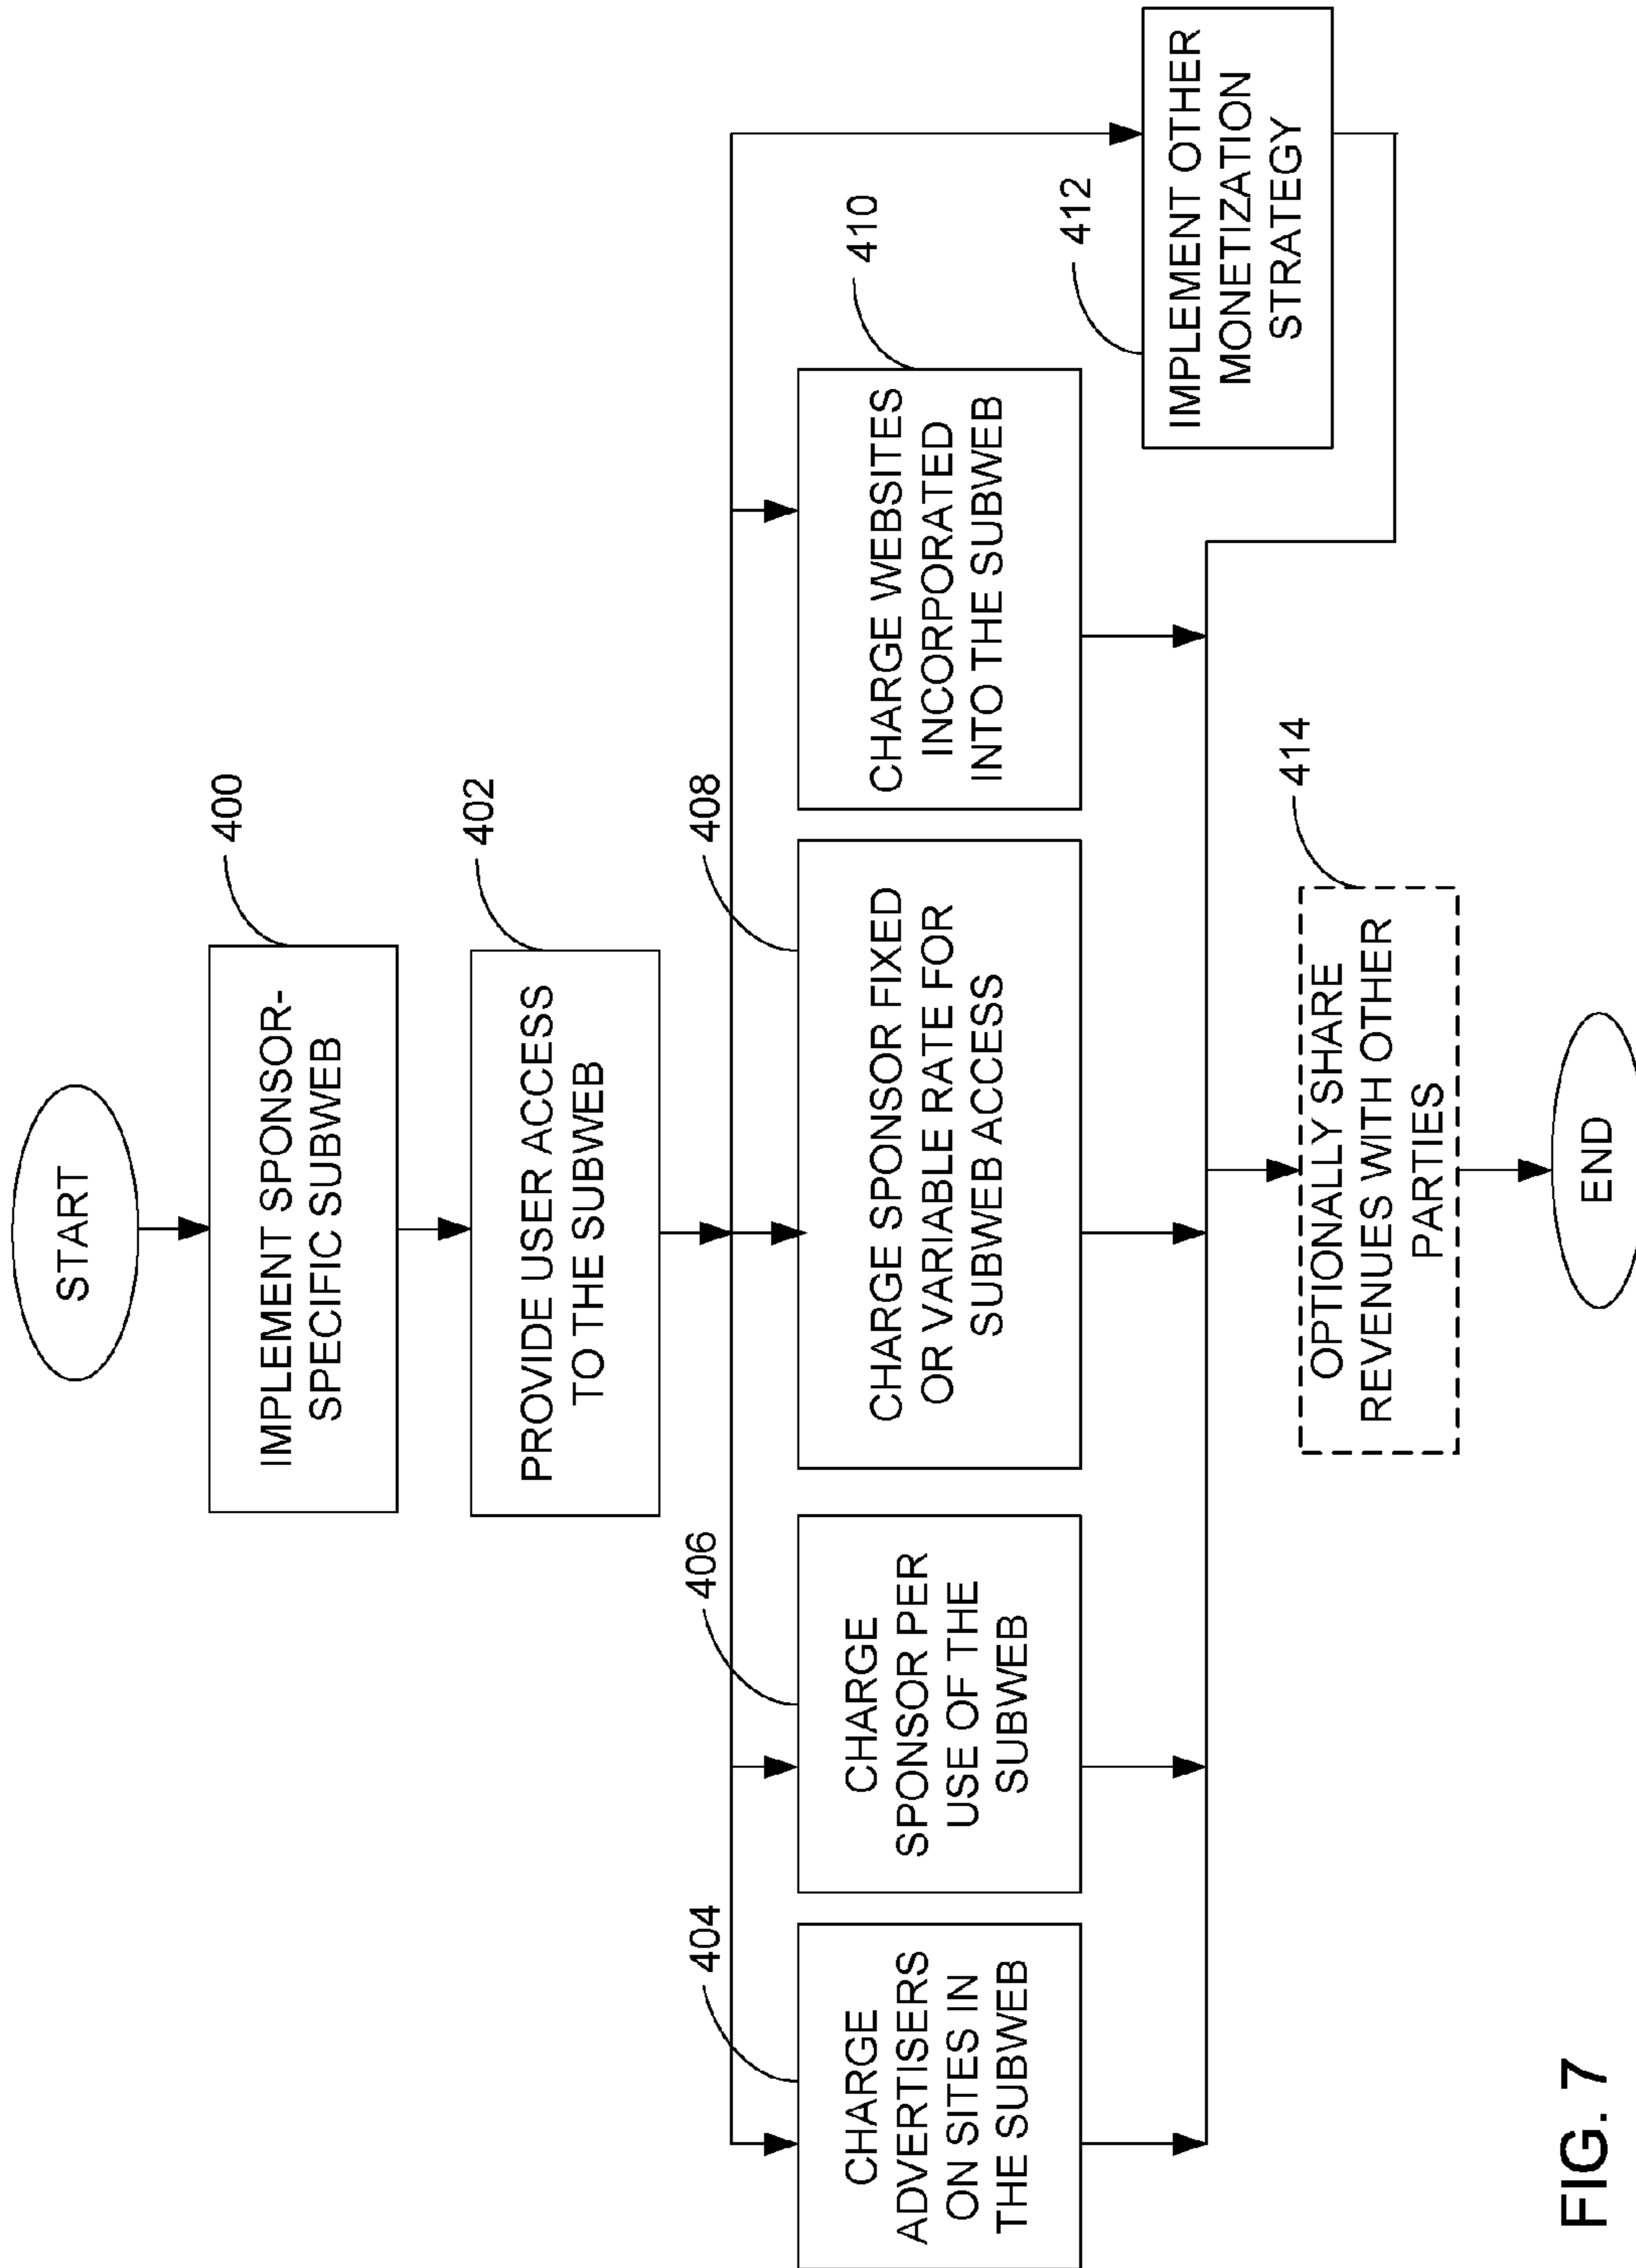 START
400
IMPLEMENT SPONSOR-
SPECIFIC SUBWEB
402
PROVIDE USER ACCESS
TO THE SUBWEB
404
CHARGE
ADVERTISERS
ON SITES IN
THE SUBWEB
406
CHARGE
SPONSOR PER
USE OF THE
SUBWEB
408
CHARGE SPONSOR FIXED
OR VARIABLE RATE FOR
SUBWEB ACCESS
410
CHARGE WEBSITES
INCORPORATED
INTO THE SUBWEB
412
IMPLEMENT OTHER
MONETIZATION
STRATEGY
414
OPTIONALLY SHARE
REVENUES WITH OTHER
PARTIES
END
FIG. 7